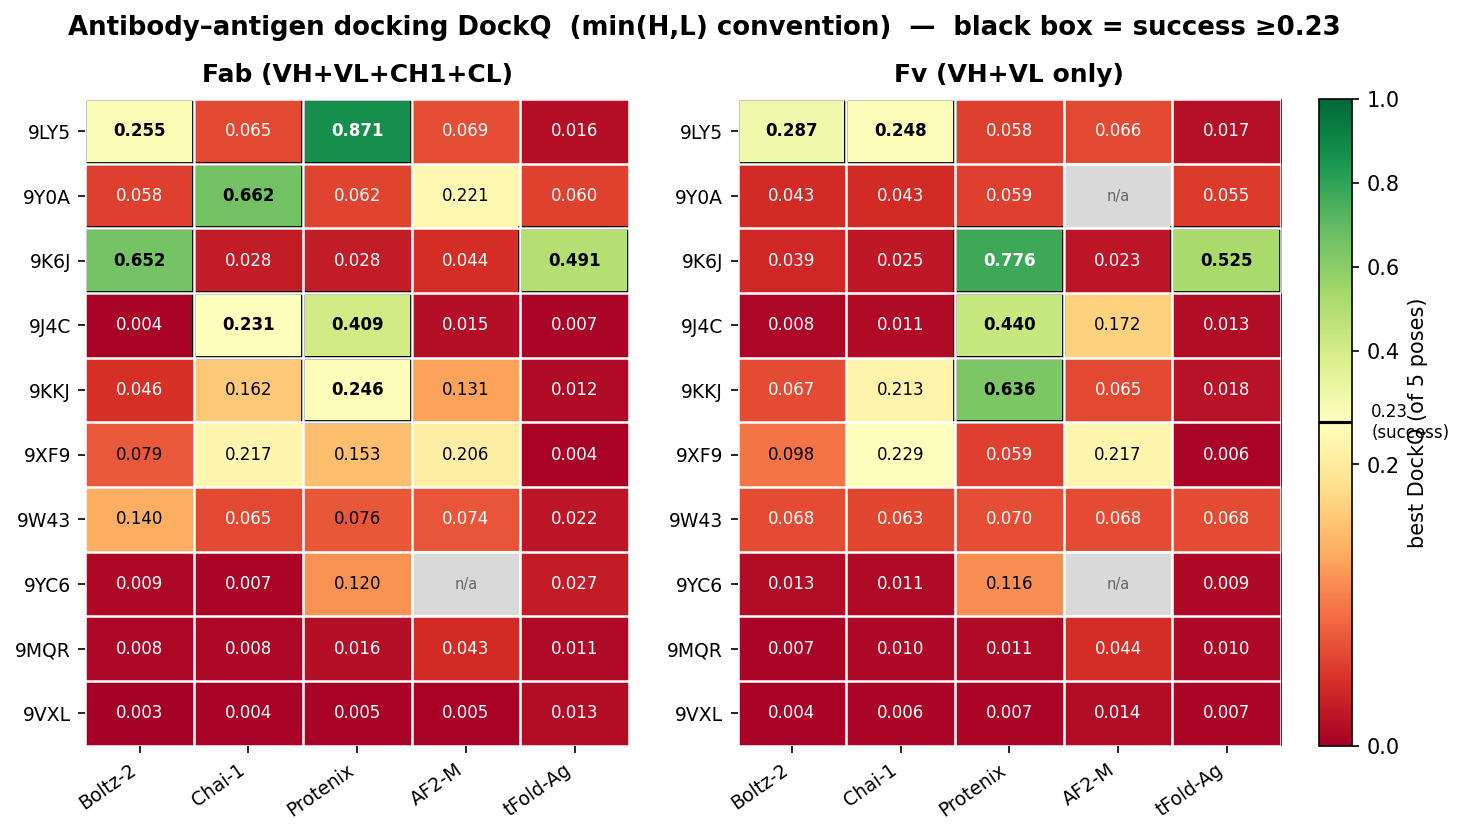 Antibody–antigen docking DockQ  (min(H,L) convention)  —  black box = success ≥0.23
Fab (VH+VL+CH1+CL)
9LY5 0.255 0.065 0.871 0.069 0.016
9Y0A 0.058 0.662 0.062 0.221 0.060
9K6J 0.652 0.028 0.028 0.044 0.491
9J4C 0.004 0.231 0.409 0.015 0.007
9KKJ 0.046 0.162 0.246 0.131 0.012
9XF9 0.079 0.217 0.153 0.206 0.004
9W43 0.140 0.065 0.076 0.074 0.022
9YC6 0.009 0.007 0.120 n/a 0.027
9MQR 0.008 0.008 0.016 0.043 0.011
9VXL 0.003 0.004 0.005 0.005 0.013
Boltz-2 Chai-1 Protenix AF2-M tFold-Ag
Fv (VH+VL only)
9LY5 0.287 0.248 0.058 0.066 0.017
9Y0A 0.043 0.043 0.059 n/a 0.055
9K6J 0.039 0.025 0.776 0.023 0.525
9J4C 0.008 0.011 0.440 0.172 0.013
9KKJ 0.067 0.213 0.636 0.065 0.018
9XF9 0.098 0.229 0.059 0.217 0.006
9W43 0.068 0.063 0.070 0.068 0.068
9YC6 0.013 0.011 0.116 n/a 0.009
9MQR 0.007 0.010 0.011 0.044 0.010
9VXL 0.004 0.006 0.007 0.014 0.007
Boltz-2 Chai-1 Protenix AF2-M tFold-Ag
1.0
0.8
0.6
0.4
0.23
(success)
0.2
0.0
best DockQ (of 5 poses)